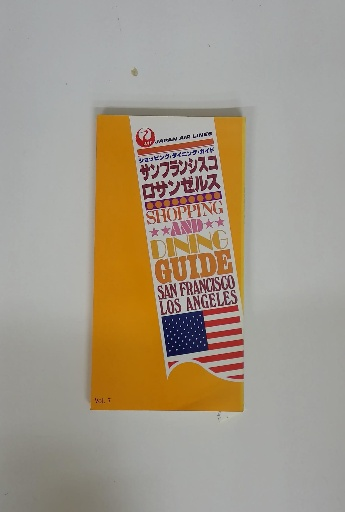 JAPAN AIR LINES
ショッピング・ダイニング・ガイド
サンフランシスコ
ロサンゼルス
SHOPPING
AND
DINING
GUIDE
SAN FRANCISCO
LOS ANGELES